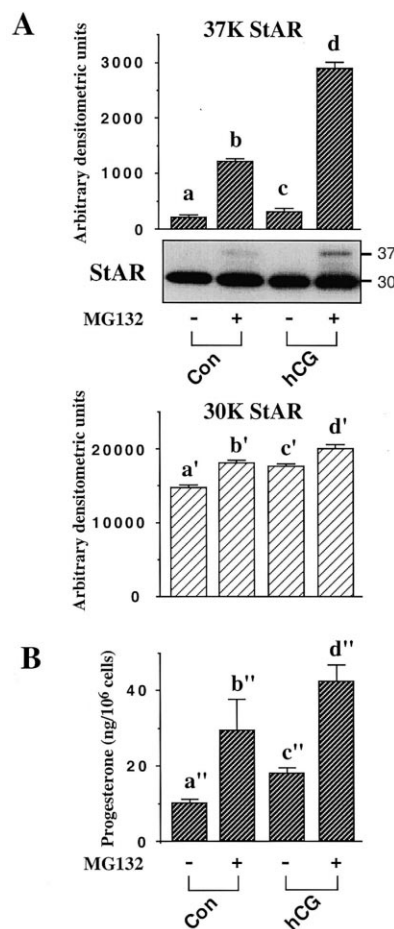 A
37K StAR
Arbitrary densitometric units
3000
2000
1000
0
a
b
c
d
StAR
37
30
MG132 - + - +
Con hCG
30K StAR
Arbitrary densitometric units
20000
10000
0
a'
b'
c'
d'
B
Progesterone (ng/10⁶ cells)
40
20
0
a"
b"
c"
d"
MG132 - + - +
Con hCG